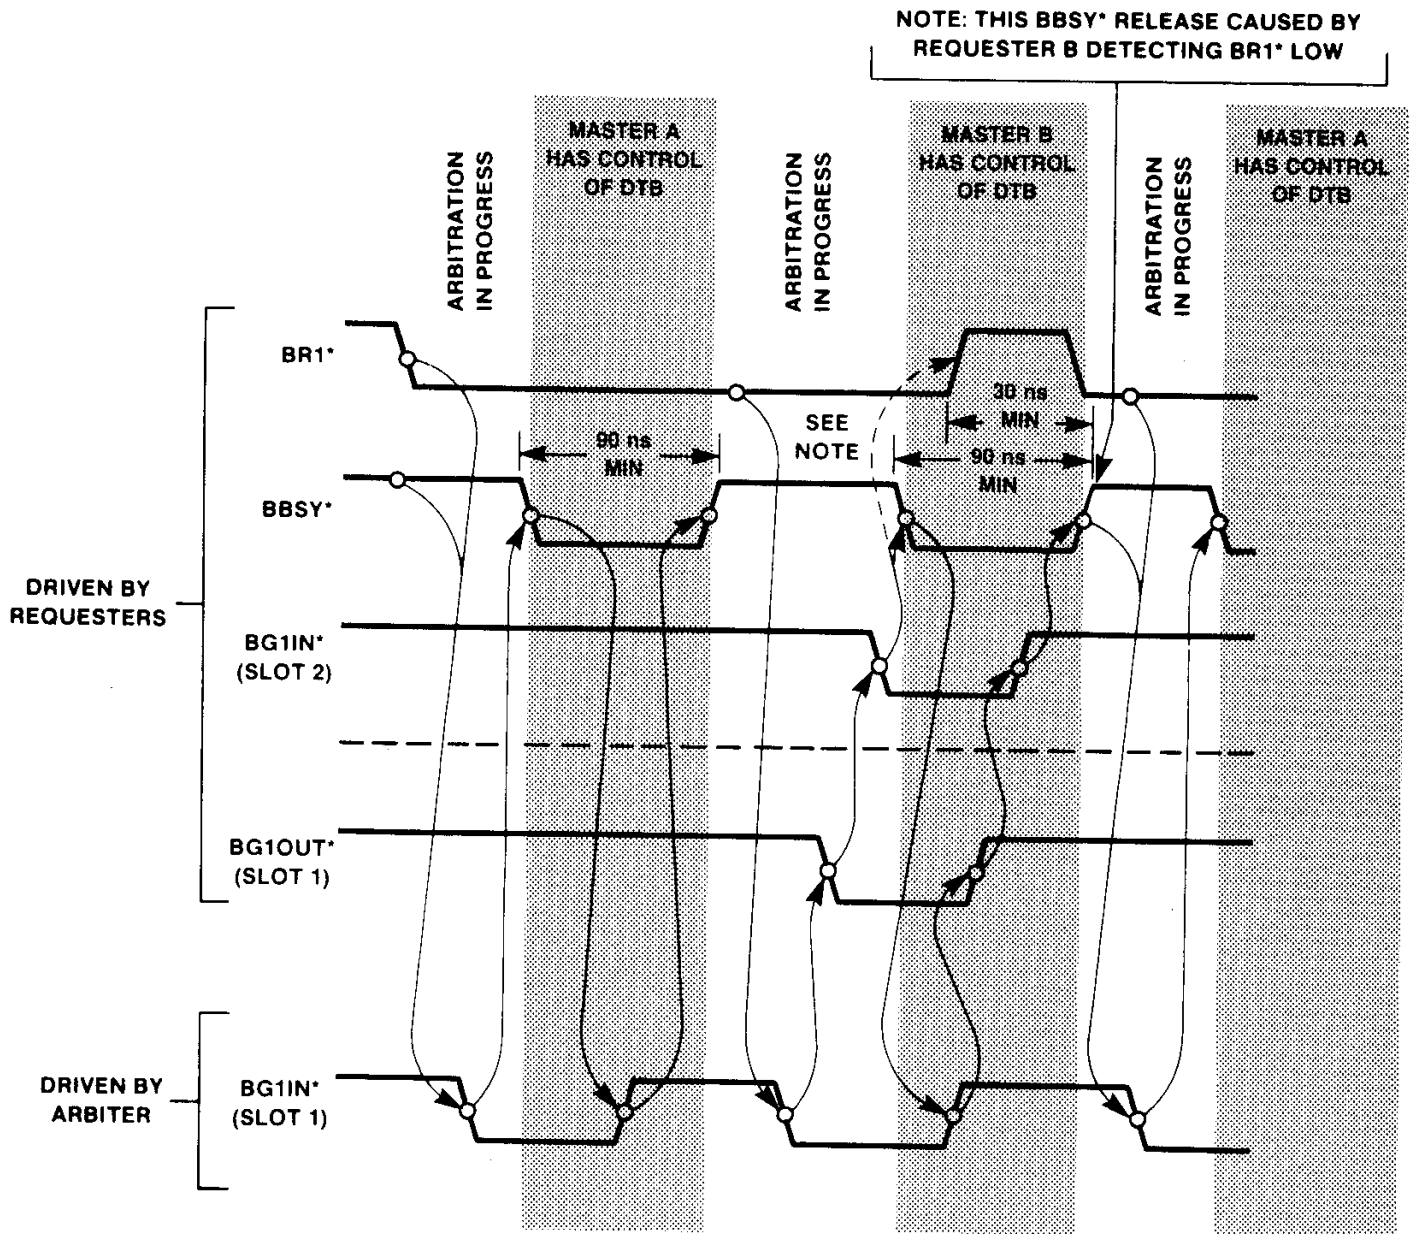 NOTE: THIS BBSY* RELEASE CAUSED BY
REQUESTER B DETECTING BR1* LOW
ARBITRATION
IN PROGRESS
MASTER A
HAS CONTROL
OF DTB
ARBITRATION
IN PROGRESS
MASTER B
HAS CONTROL
OF DTB
ARBITRATION
IN PROGRESS
MASTER A
HAS CONTROL
OF DTB
BR1*
30 ns
MIN
SEE
NOTE
90 ns
MIN
90 ns
MIN
BBSY*
DRIVEN BY
REQUESTERS
BG1IN*
(SLOT 2)
BG1OUT*
(SLOT 1)
DRIVEN BY
ARBITER
BG1IN*
(SLOT 1)